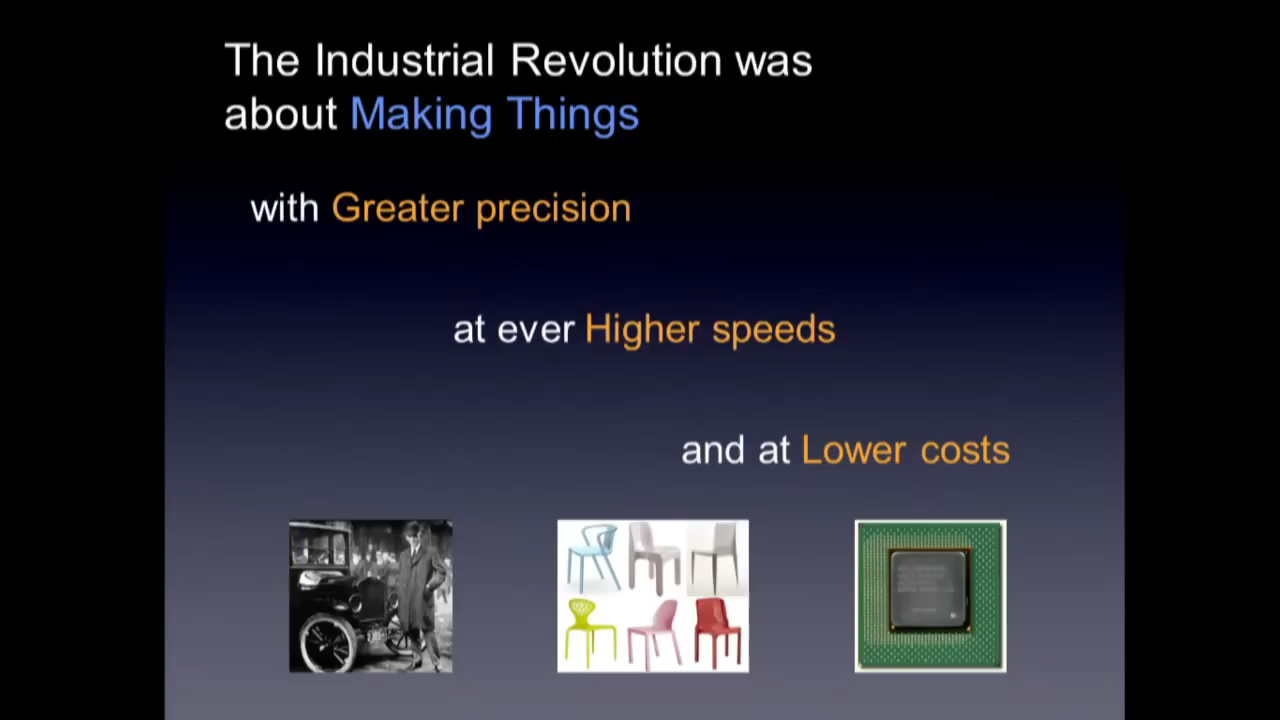 The Industrial Revolution was
about Making Things
with Greater precision
at ever Higher speeds
and at Lower costs